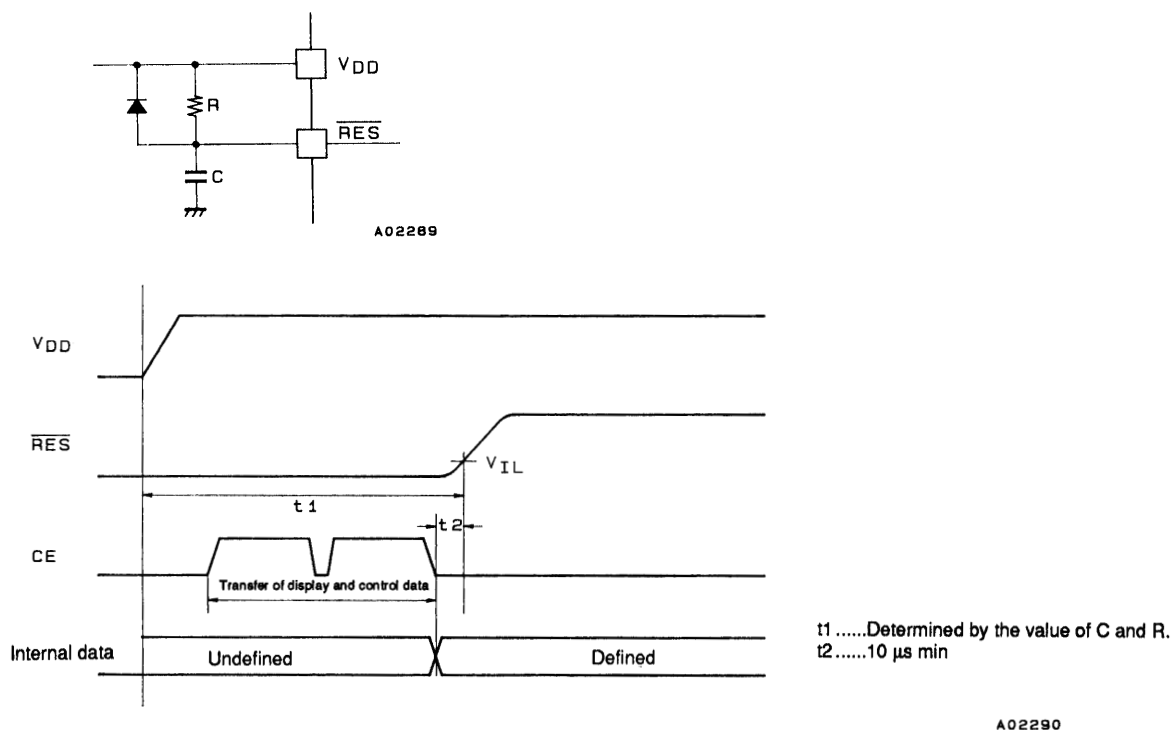 VDD
R
RES
C
A02269
VDD
RES
VIL
t1
t2
CE
Transfer of display and control data
Internal data
Undefined
Defined
t1......Determined by the value of C and R.
t2......10 µs min
A02290